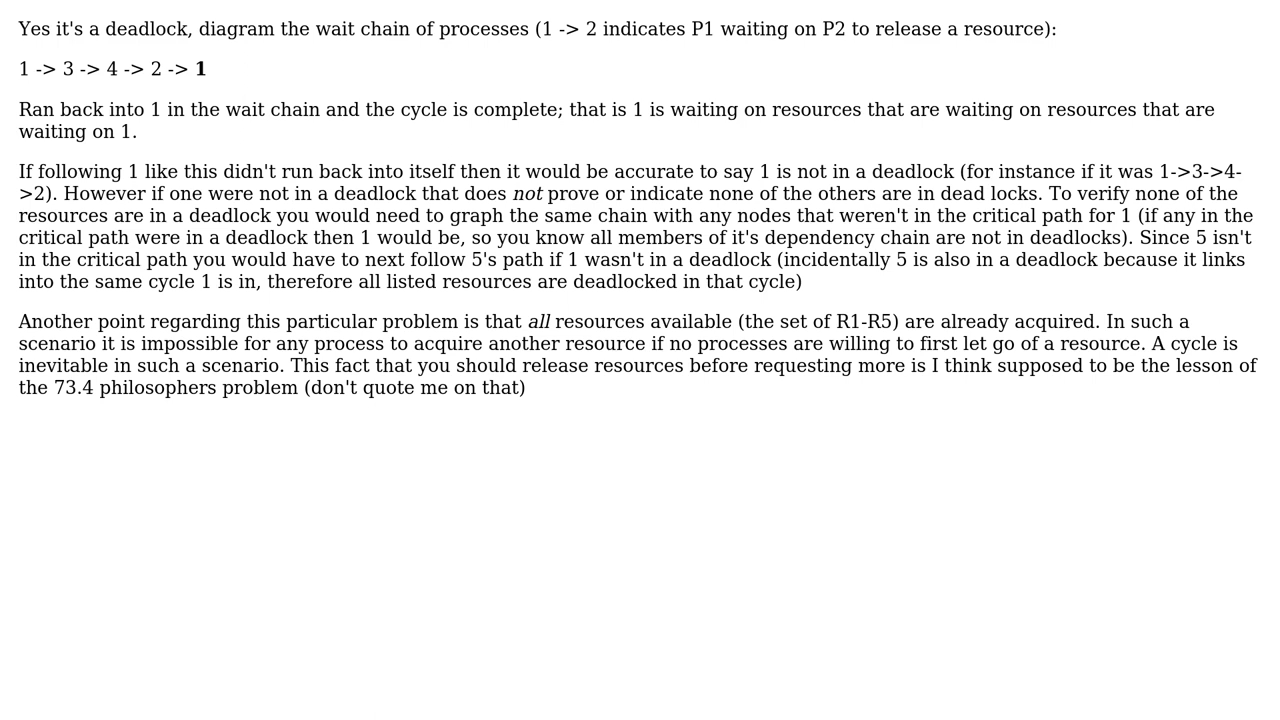 Yes it's a deadlock, diagram the wait chain of processes (1 -> 2 indicates P1 waiting on P2 to release a resource):
1 -> 3 -> 4 -> 2 -> 1
Ran back into 1 in the wait chain and the cycle is complete; that is 1 is waiting on resources that are waiting on resources that are
waiting on 1.
If following 1 like this didn't run back into itself then it would be accurate to say 1 is not in a deadlock (for instance if it was 1->3->4-
>2). However if one were not in a deadlock that does not prove or indicate none of the others are in dead locks. To verify none of the
resources are in a deadlock you would need to graph the same chain with any nodes that weren't in the critical path for 1 (if any in the
critical path were in a deadlock then 1 would be, so you know all members of it's dependency chain are not in deadlocks). Since 5 isn't
in the critical path you would have to next follow 5's path if 1 wasn't in a deadlock (incidentally 5 is also in a deadlock because it links
into the same cycle 1 is in, therefore all listed resources are deadlocked in that cycle)
Another point regarding this particular problem is that all resources available (the set of R1-R5) are already acquired. In such a
scenario it is impossible for any process to acquire another resource if no processes are willing to first let go of a resource. A cycle is
inevitable in such a scenario. This fact that you should release resources before requesting more is I think supposed to be the lesson of
the 73.4 philosophers problem (don't quote me on that)